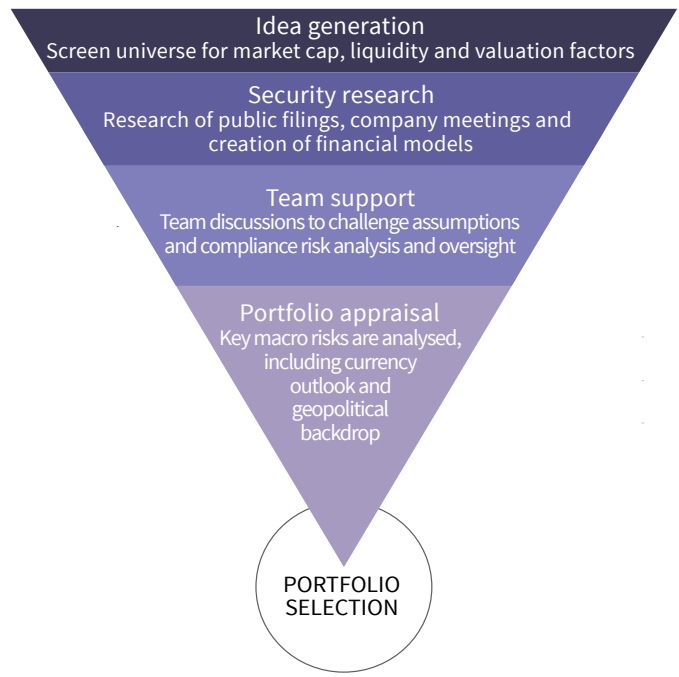 Idea generation
Screen universe for market cap, liquidity and valuation factors
Security research
Research of public filings, company meetings and
creation of financial models
Team support
Team discussions to challenge assumptions
and compliance risk analysis and oversight
Portfolio appraisal
Key macro risks are analysed,
including currency
outlook and
geopolitical
backdrop
PORTFOLIO
SELECTION